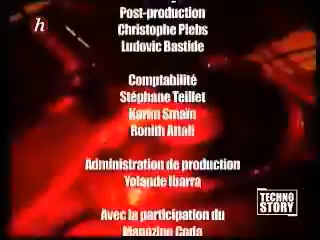 Post-production
Christophe Plebs
Ludovic Bastide
Comptabilité
Stéphane Teillet
Karim Smaïn
Ronith Attali
Administration de production
Yolande Ibarra
Avec la participation du
Magazine Coda
h
TECHNO
STORY